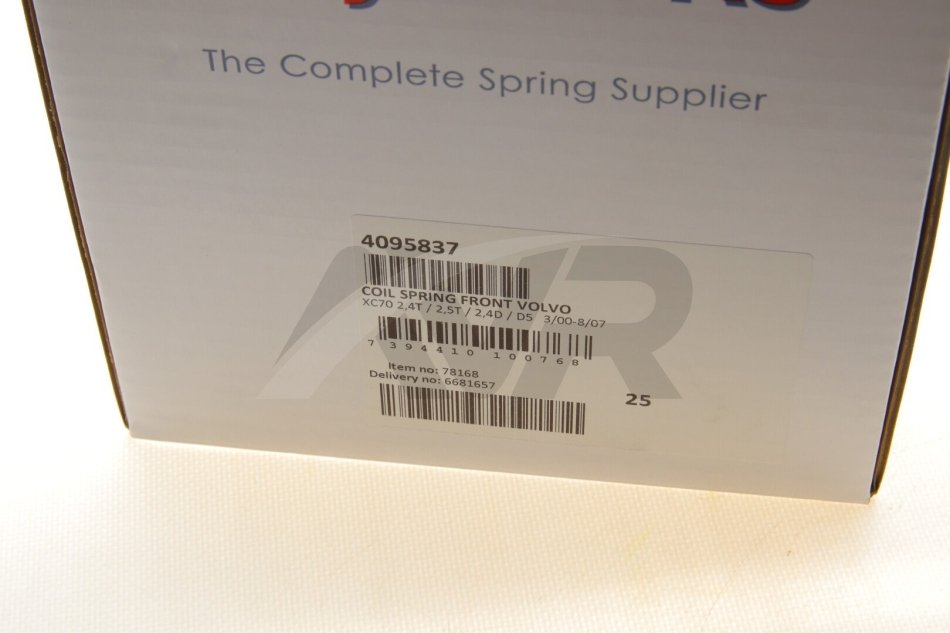 The Complete Spring Supplier
4095837
COIL SPRING FRONT VOLVO
XC70 2,4T / 2,5T / 2,4D / D5 3/00-8/07
7 394410 100768
Item no: 78168
Delivery no: 6681657
25